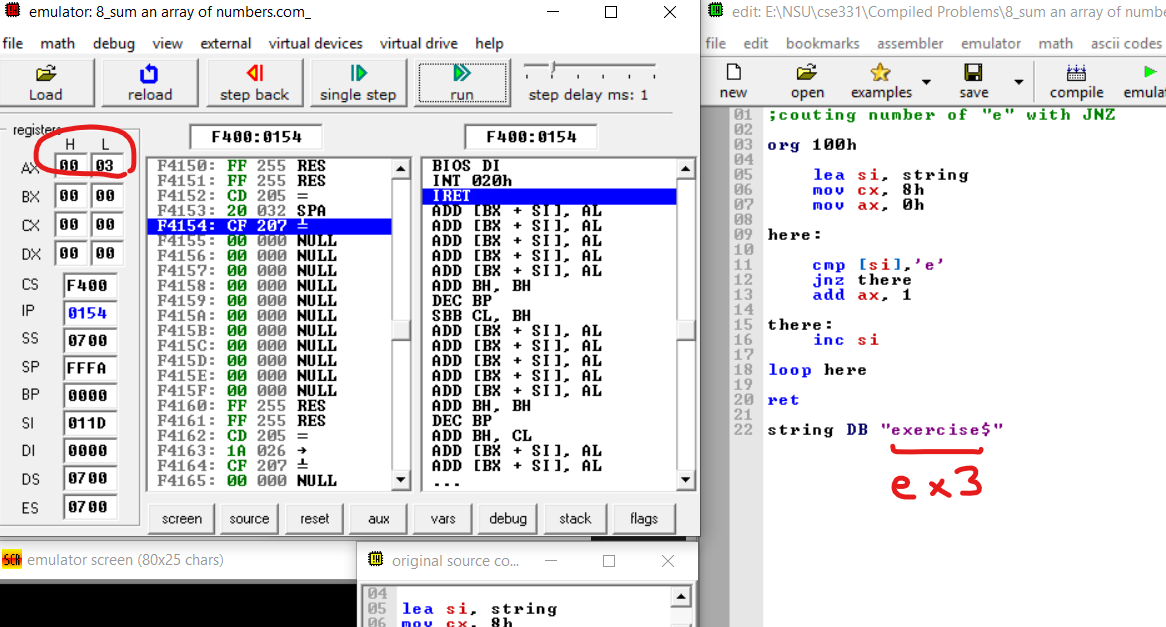 emulator: 8_sum an array of numbers.com_
file math debug view external virtual devices virtual drive help
Load reload step back single step run step delay ms: 1
registers F400:0154 F400:0154
H L
AX 00 03
BX 00 00
CX 00 00
DX 00 00
CS F400
IP 0154
SS 0700
SP FFFA
BP 0000
SI 011D
DI 0000
DS 0700
ES 0700
F4150: FF 255 RES
F4151: FF 255 RES
F4152: CD 205 =
F4153: 20 032 SPA
F4154: CF 207 ╧
F4155: 00 000 NULL
F4156: 00 000 NULL
F4157: 00 000 NULL
F4158: 00 000 NULL
F4159: 00 000 NULL
F415A: 00 000 NULL
F415B: 00 000 NULL
F415C: 00 000 NULL
F415D: 00 000 NULL
F415E: 00 000 NULL
F415F: 00 000 NULL
F4160: FF 255 RES
F4161: FF 255 RES
F4162: CD 205 =
F4163: 1A 026 →
F4164: CF 207 ╧
F4165: 00 000 NULL
BIOS DI
INT 020h
IRET
ADD [BX + SI], AL
ADD [BX + SI], AL
ADD [BX + SI], AL
ADD [BX + SI], AL
ADD [BX + SI], AL
ADD BH, BH
DEC BP
SBB CL, BH
ADD [BX + SI], AL
ADD [BX + SI], AL
ADD [BX + SI], AL
ADD [BX + SI], AL
ADD [BX + SI], AL
ADD BH, BH
DEC BP
ADD BH, CL
ADD [BX + SI], AL
ADD [BX + SI], AL
...
screen source reset aux vars debug stack flags
SCR emulator screen (80x25 chars)
original source co...
04
05 lea si, string
06 mov cx, 8h
edit: E:\NSU\cse331\Compiled Problems\8_sum an array of numbe
file edit bookmarks assembler emulator math ascii codes
new open examples save compile emulat
01 ;couting number of "e" with JNZ
02
03 org 100h
04
05 lea si, string
06 mov cx, 8h
07 mov ax, 0h
08
09 here:
10
11 cmp [si],'e'
12 jnz there
13 add ax, 1
14
15 there:
16 inc si
17
18 loop here
19
20 ret
21
22 string DB "exercise$"
e x 3